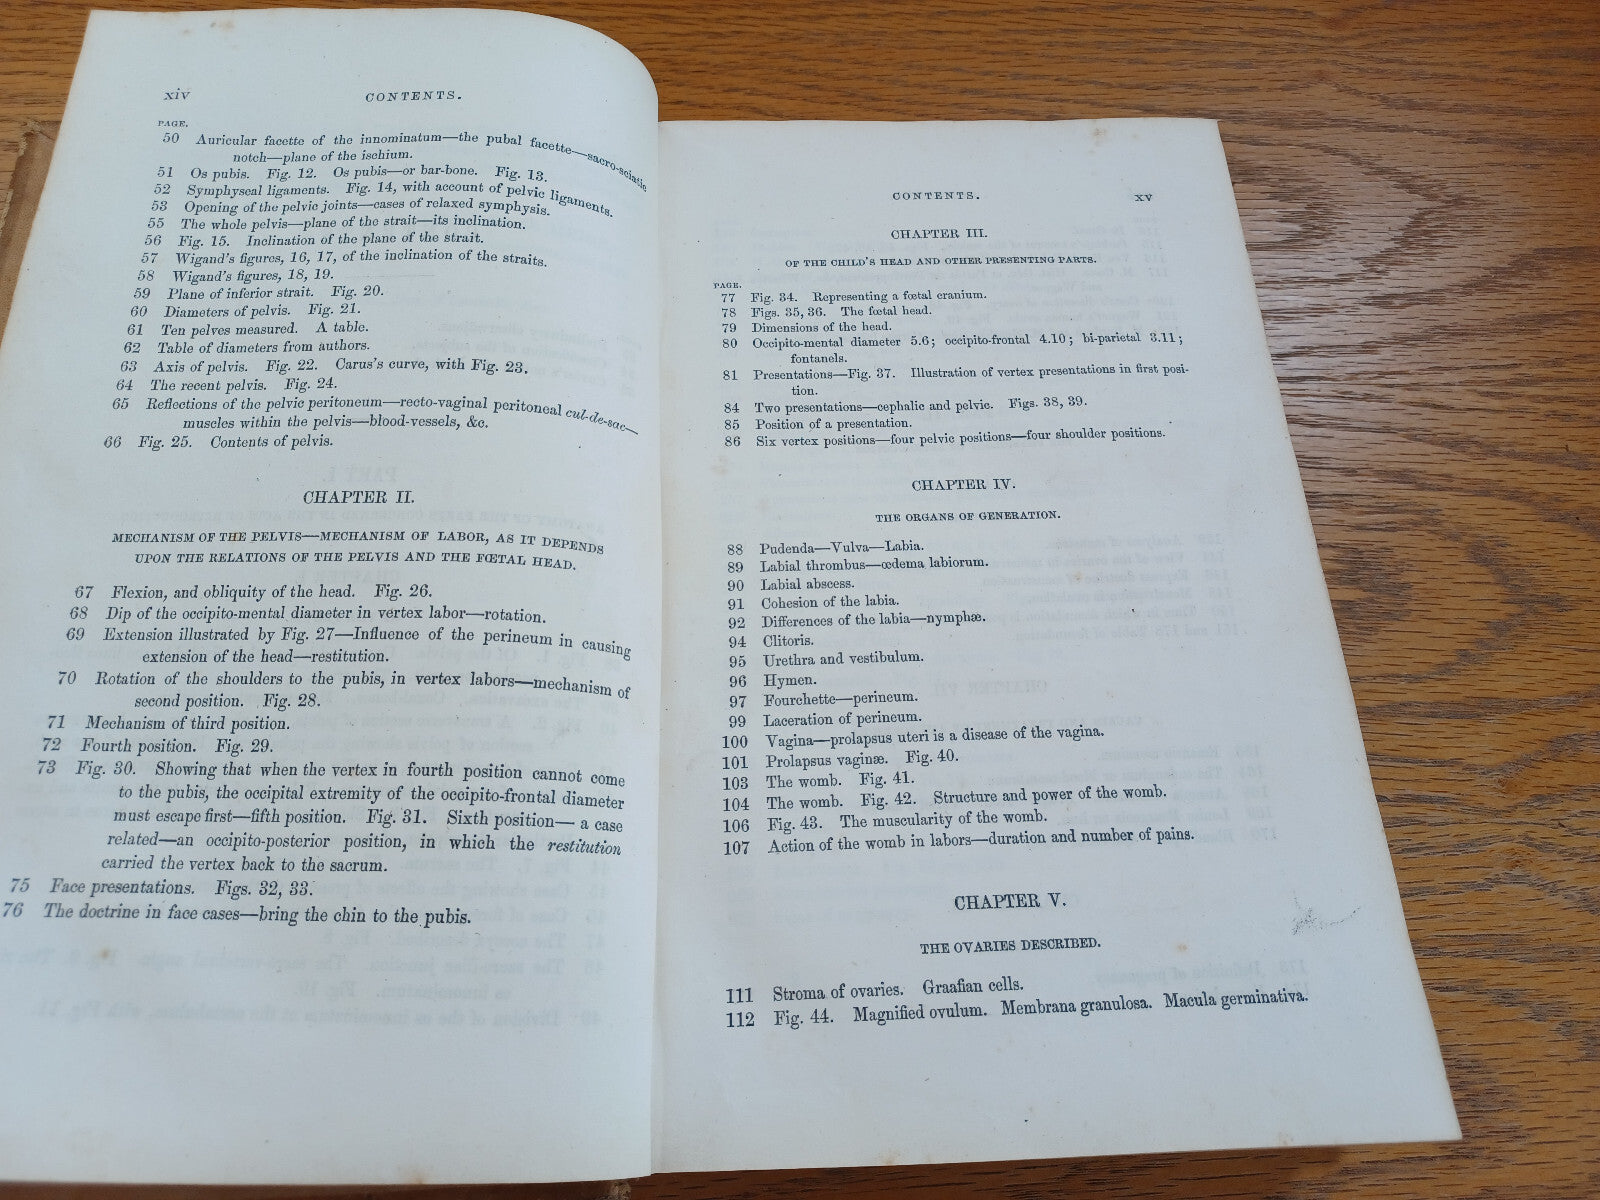 xiv CONTENTS.
PAGE.
50 Auricular facette of the innominatum—the pubal facette—sacro-sciatic
notch—plane of the ischium.
51 Os pubis. Fig. 12. Os pubis—or bar-bone. Fig. 13.
52 Symphyseal ligaments. Fig. 14, with account of pelvic ligaments.
53 Opening of the pelvic joints—cases of relaxed symphysis.
55 The whole pelvis—plane of the strait—its inclination.
56 Fig. 15. Inclination of the plane of the strait.
57 Wigand's figures, 16, 17, of the inclination of the straits.
58 Wigand's figures, 18, 19.
59 Plane of inferior strait. Fig. 20.
60 Diameters of pelvis. Fig. 21.
61 Ten pelves measured. A table.
62 Table of diameters from authors.
63 Axis of pelvis. Fig. 22. Carus's curve, with Fig. 23.
64 The recent pelvis. Fig. 24.
65 Reflections of the pelvic peritoneum—recto-vaginal peritoneal cul-de-sac—
muscles within the pelvis—blood-vessels, &c.
66 Fig. 25. Contents of pelvis.
CHAPTER II.
MECHANISM OF THE PELVIS—MECHANISM OF LABOR, AS IT DEPENDS
UPON THE RELATIONS OF THE PELVIS AND THE FŒTAL HEAD.
67 Flexion, and obliquity of the head. Fig. 26.
68 Dip of the occipito-mental diameter in vertex labor—rotation.
69 Extension illustrated by Fig. 27—Influence of the perineum in causing
extension of the head—restitution.
70 Rotation of the shoulders to the pubis, in vertex labors—mechanism of
second position. Fig. 28.
71 Mechanism of third position.
72 Fourth position. Fig. 29.
73 Fig. 30. Showing that when the vertex in fourth position cannot come
to the pubis, the occipital extremity of the occipito-frontal diameter
must escape first—fifth position. Fig. 31. Sixth position— a case
related—an occipito-posterior position, in which the restitution
carried the vertex back to the sacrum.
75 Face presentations. Figs. 32, 33.
76 The doctrine in face cases—bring the chin to the pubis.
CONTENTS. xv
CHAPTER III.
OF THE CHILD'S HEAD AND OTHER PRESENTING PARTS.
PAGE.
77 Fig. 34. Representing a fœtal cranium.
78 Figs. 35, 36. The fœtal head.
79 Dimensions of the head.
80 Occipito-mental diameter 5.6; occipito-frontal 4.10; bi-parietal 3.11;
fontanels.
81 Presentations—Fig. 37. Illustration of vertex presentations in first posi-
tion.
84 Two presentations—cephalic and pelvic. Figs. 38, 39.
85 Position of a presentation.
86 Six vertex positions—four pelvic positions—four shoulder positions.
CHAPTER IV.
THE ORGANS OF GENERATION.
88 Pudenda—Vulva—Labia.
89 Labial thrombus—œdema labiorum.
90 Labial abscess.
91 Cohesion of the labia.
92 Differences of the labia—nymphæ.
94 Clitoris.
95 Urethra and vestibulum.
96 Hymen.
97 Fourchette—perineum.
99 Laceration of perineum.
100 Vagina—prolapsus uteri is a disease of the vagina.
101 Prolapsus vaginæ. Fig. 40.
103 The womb. Fig. 41.
104 The womb. Fig. 42. Structure and power of the womb.
106 Fig. 43. The muscularity of the womb.
107 Action of the womb in labors—duration and number of pains.
CHAPTER V.
THE OVARIES DESCRIBED.
111 Stroma of ovaries. Graafian cells.
112 Fig. 44. Magnified ovulum. Membrana granulosa. Macula germinativa.